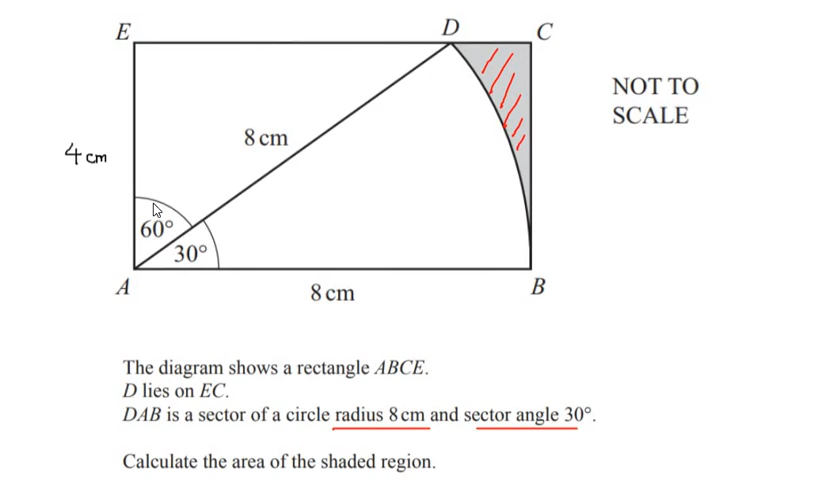 E
D
C
NOT TO
SCALE
8 cm
4 cm
60°
30°
A
8 cm
B
The diagram shows a rectangle ABCE.
D lies on EC.
DAB is a sector of a circle radius 8 cm and sector angle 30°.
Calculate the area of the shaded region.